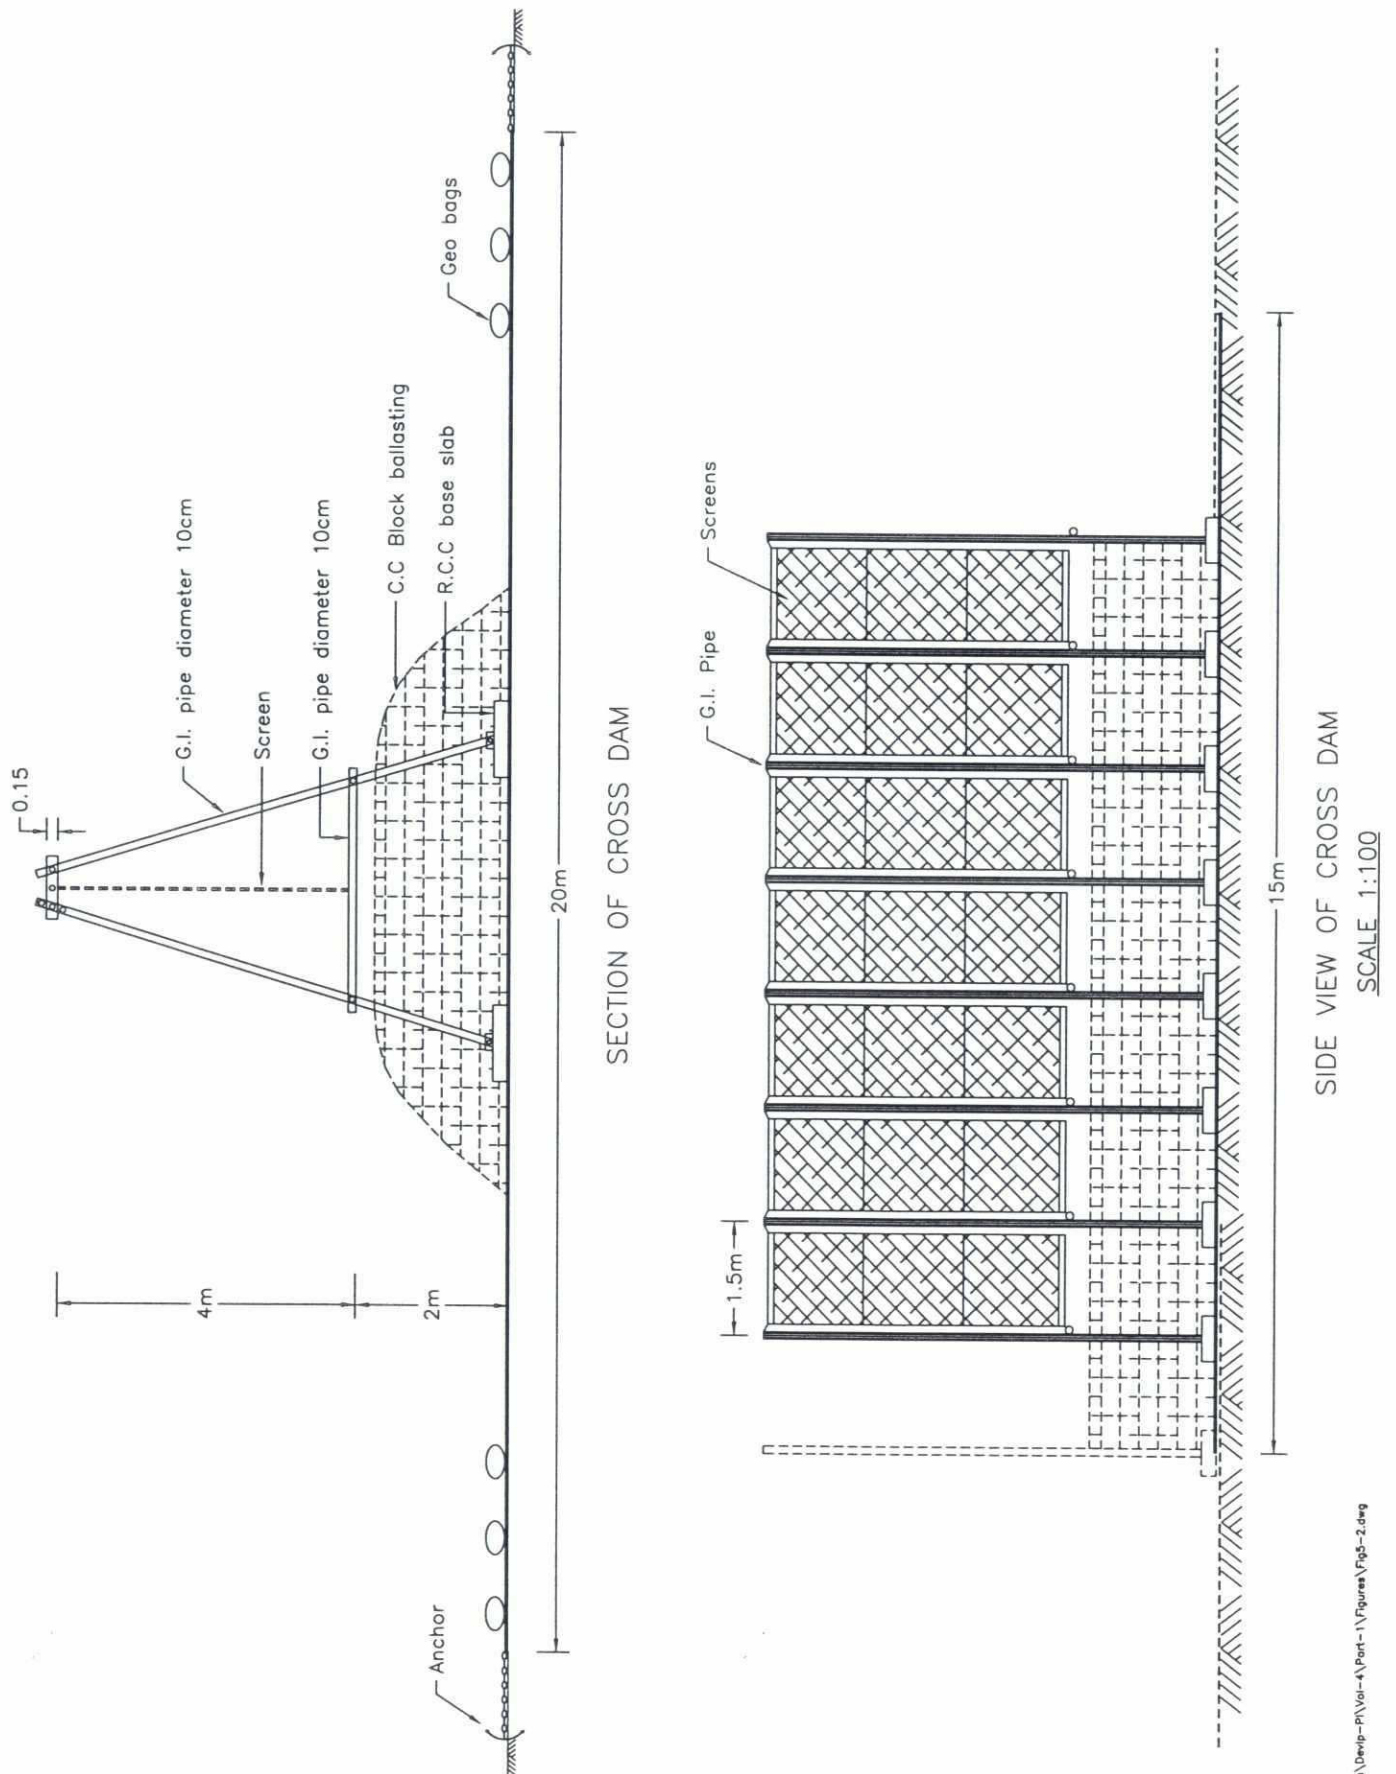 0.15
G.I. pipe diameter 10cm
Screen
G.I. pipe diameter 10cm
C.C Block ballasting
R.C.C base slab
Geo bags
4m
2m
Anchor
20m
SECTION OF CROSS DAM
Screens
G.I. Pipe
1.5m
15m
SIDE VIEW OF CROSS DAM
SCALE 1:100
\Devlp-Pl\Vol-4\Part-1\Figures\Fig5-2.dwg